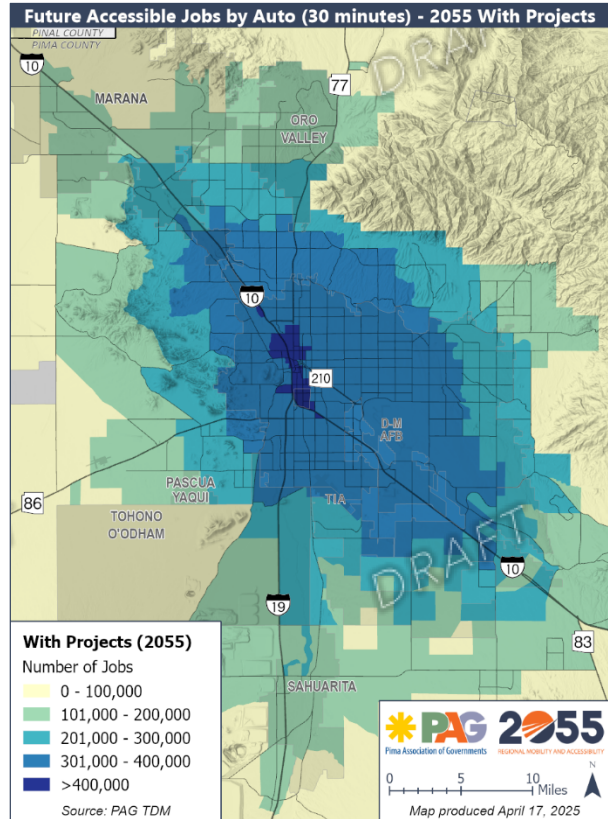 Future Accessible Jobs by Auto (30 minutes) - 2055 With Projects
PINAL COUNTY
PIMA COUNTY
10
77
DRAFT
MARANA
ORO
VALLEY
10
210
D-M
AFB
PASCUA
YAQUI
TIA
86
TOHONO
O'ODHAM
DRAFT
10
19
83
SAHUARITA
With Projects (2055)
Number of Jobs
0 - 100,000
101,000 - 200,000
201,000 - 300,000
301,000 - 400,000
>400,000
Source: PAG TDM
PAG
Pima Association of Governments
2055
REGIONAL MOBILITY AND ACCESSIBILITY
N
0 5 10
Miles
Map produced April 17, 2025